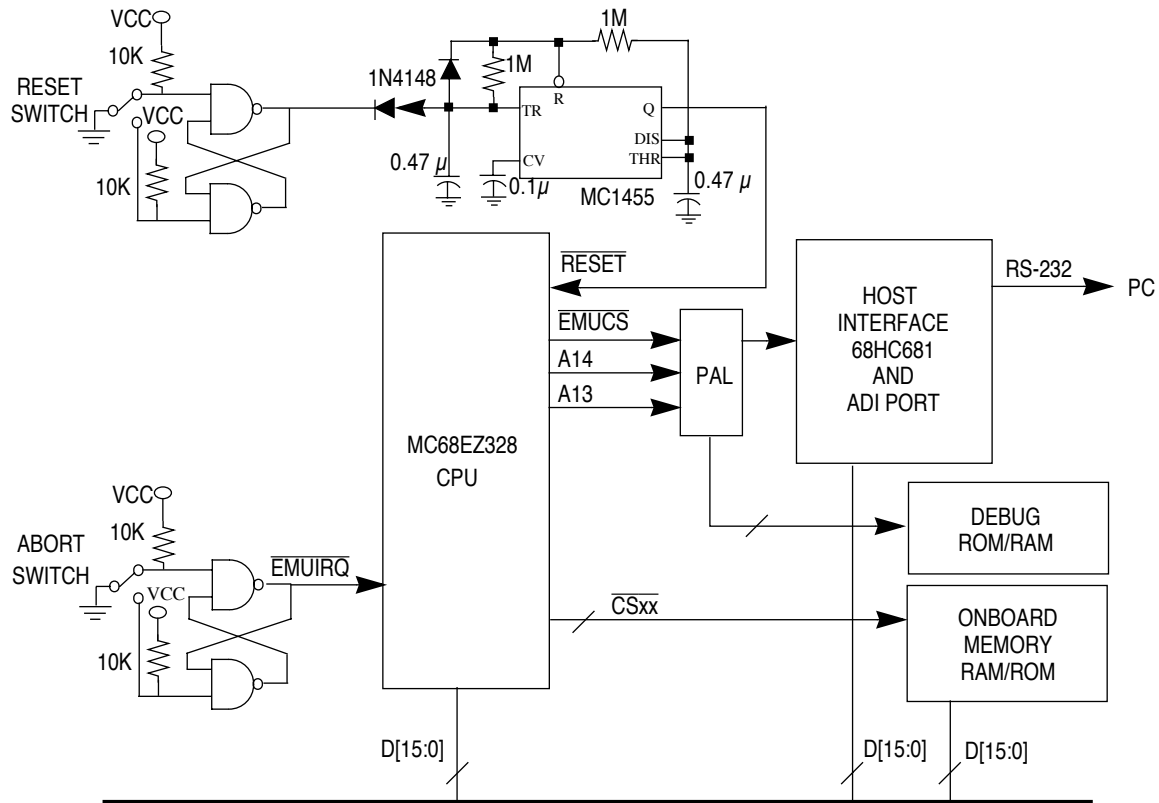 VCC
10K
RESET
SWITCH
VCC
10K
1N4148
1M
1M
R
TR
Q
DIS
THR
CV
0.47 µ
0.1µ
0.47 µ
MC1455
RESET
EMUCS
A14
A13
PAL
HOST
INTERFACE
68HC681
AND
ADI PORT
RS-232
PC
MC68EZ328
CPU
DEBUG
ROM/RAM
VCC
10K
ABORT
SWITCH
VCC
10K
EMUIRQ
CSxx
ONBOARD
MEMORY
RAM/ROM
D[15:0]
D[15:0]
D[15:0]